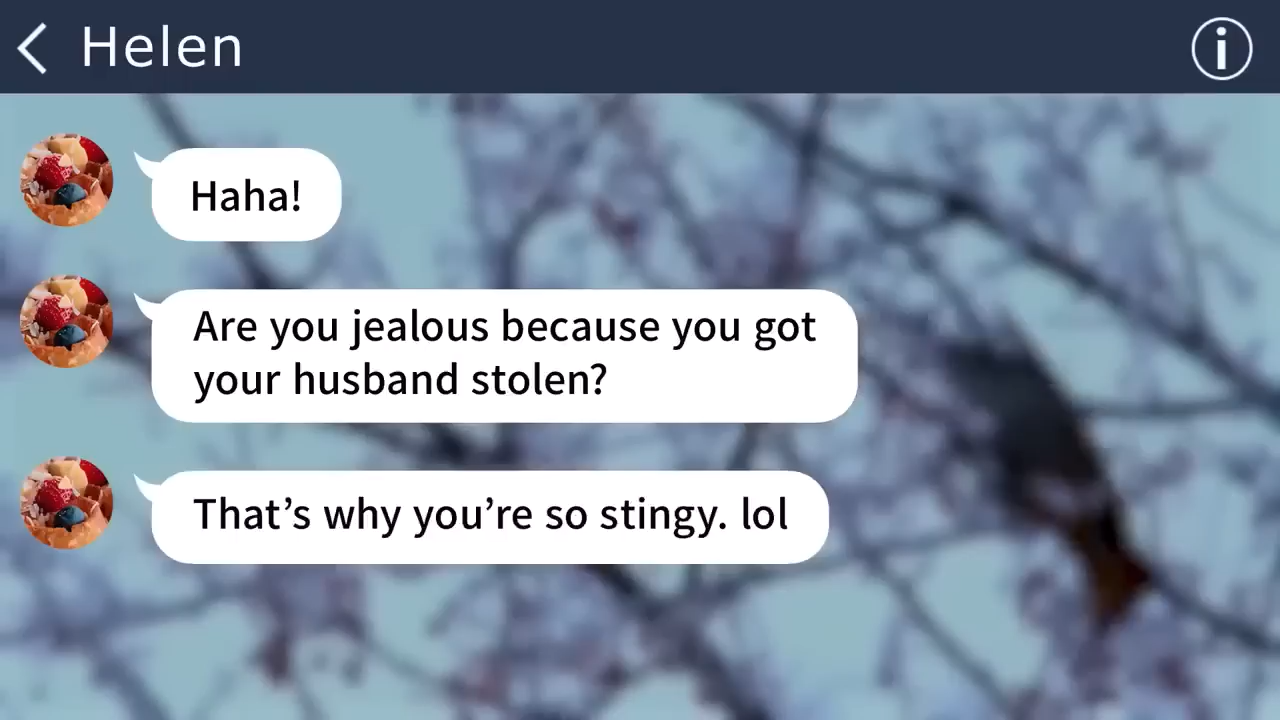 Helen
Haha!
Are you jealous because you got
your husband stolen?
That’s why you’re so stingy. lol